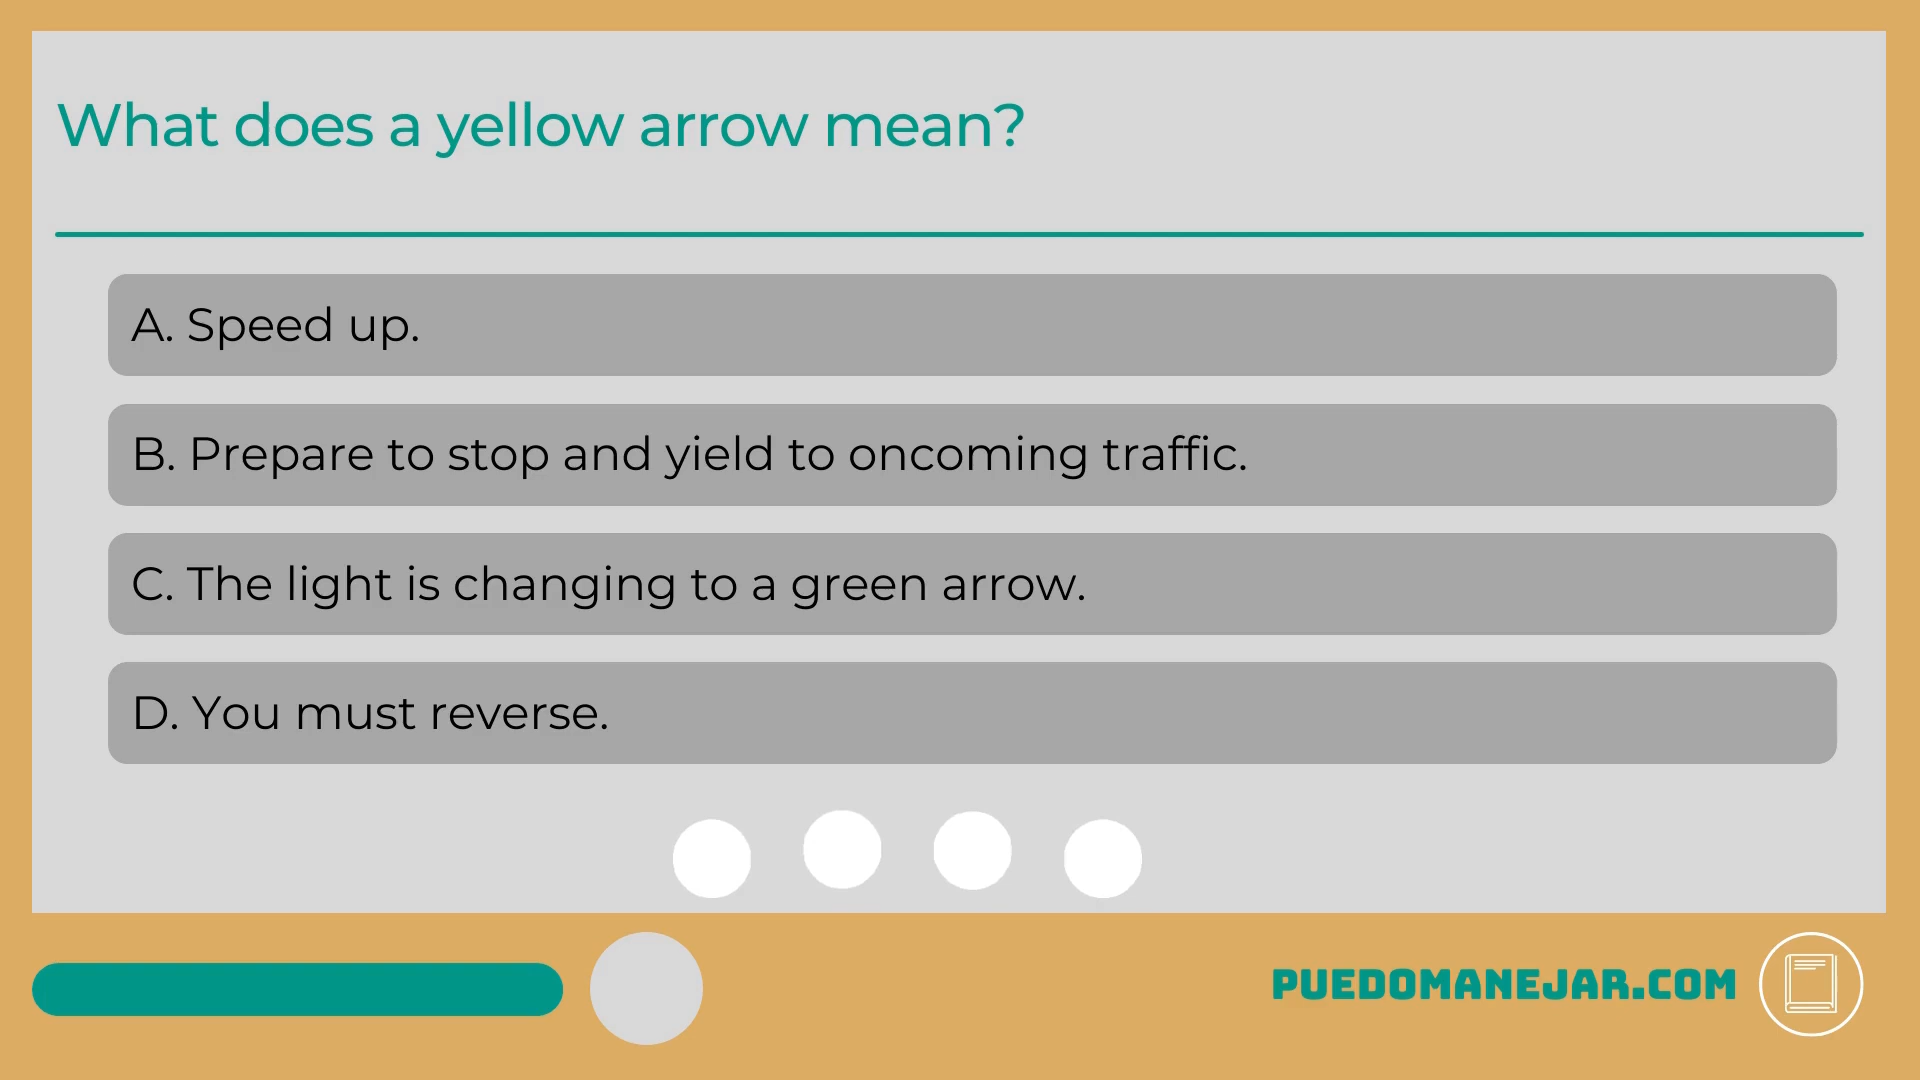 What does a yellow arrow mean?
A. Speed up.
B. Prepare to stop and yield to oncoming traffic.
C. The light is changing to a green arrow.
D. You must reverse.
PUEDOMANEJAR.COM